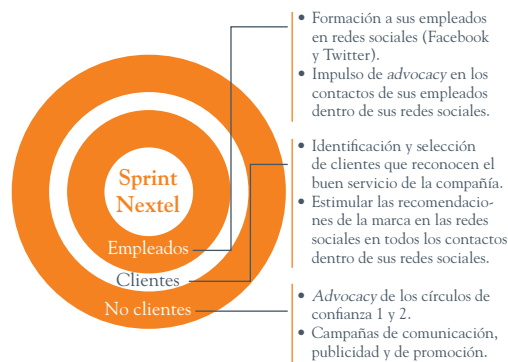 Sprint
Nextel
Empleados
Clientes
No clientes
• Formación a sus empleados
en redes sociales (Facebook
y Twitter).
• Impulso de advocacy en los
contactos de sus empleados
dentro de sus redes sociales.
• Identificación y selección
de clientes que reconocen el
buen servicio de la compañía.
• Estimular las recomendacio-
nes de la marca en las redes
sociales en todos los contactos
dentro de sus redes sociales.
• Advocacy de los círculos de
confianza 1 y 2.
• Campañas de comunicación,
publicidad y de promoción.